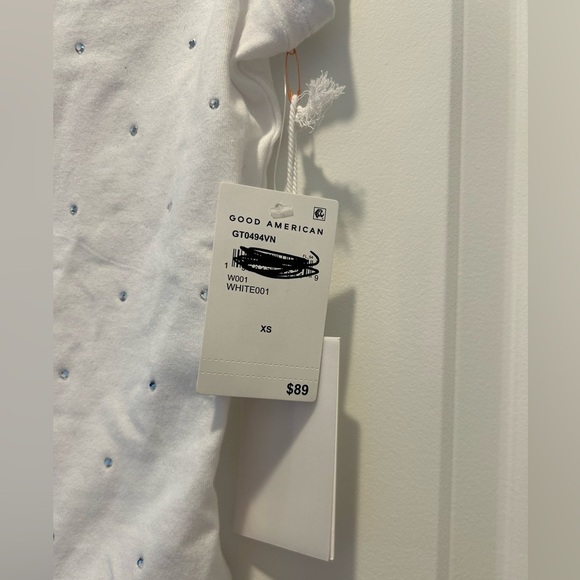 GOOD AMERICAN
GT0494VN
W001
WHITE001
XS
$89